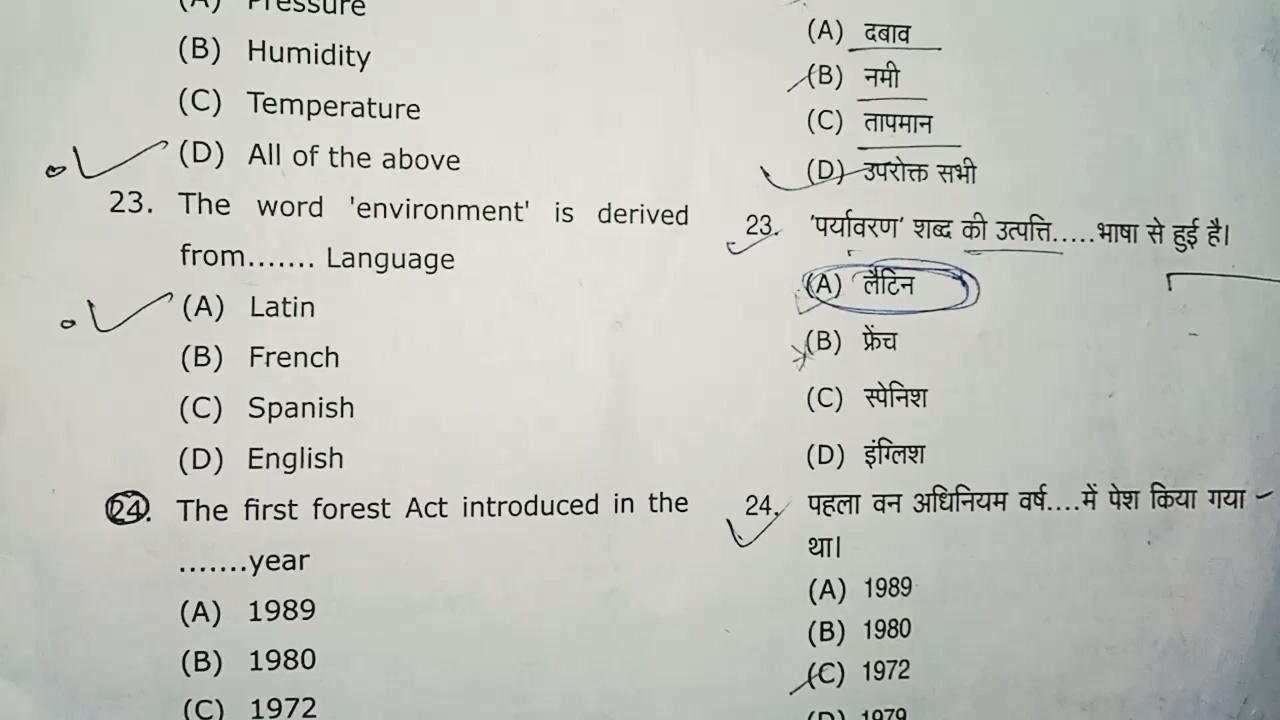 (A) Pressure
(B) Humidity
(C) Temperature
(D) All of the above
23. The word 'environment' is derived
from....... Language
(A) Latin
(B) French
(C) Spanish
(D) English
24. The first forest Act introduced in the
.......year
(A) 1989
(B) 1980
(C) 1972
(A) दबाव
(B) नमी
(C) तापमान
(D) उपरोक्त सभी
23. 'पर्यावरण' शब्द की उत्पत्ति.....भाषा से हुई है।
(A) लैटिन
(B) फ्रेंच
(C) स्पेनिश
(D) इंग्लिश
24. पहला वन अधिनियम वर्ष....में पेश किया गया
था।
(A) 1989
(B) 1980
(C) 1972
(D) 1979